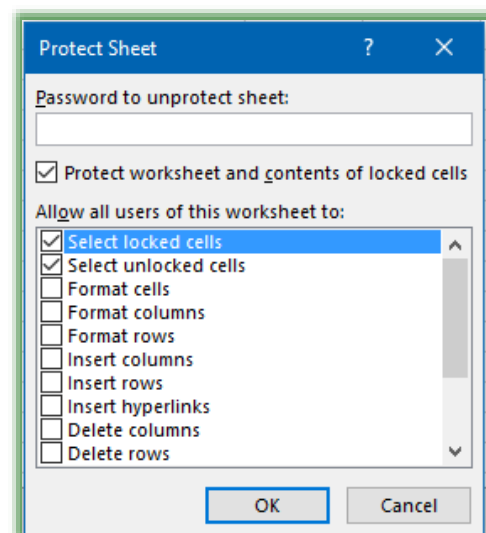 Protect Sheet ?
Password to unprotect sheet:
Protect worksheet and contents of locked cells
Allow all users of this worksheet to:
Select locked cells
Select unlocked cells
Format cells
Format columns
Format rows
Insert columns
Insert rows
Insert hyperlinks
Delete columns
Delete rows
OK Cancel